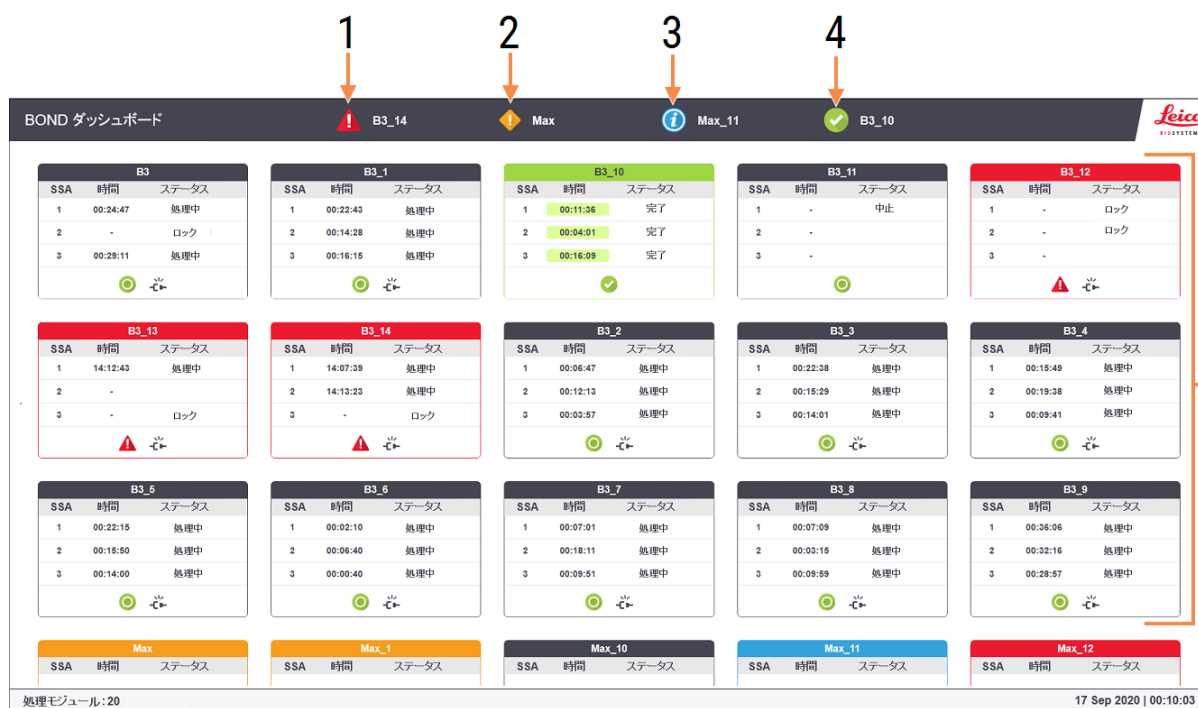 1 2 3 4
BOND ダッシュボード B3_14 Max Max_11 B3_10 Leica
BIOSYSTEM
B3 B3_1 B3_10 B3_11 B3_12
SSA 時間 ステータス SSA 時間 ステータス SSA 時間 ステータス SSA 時間 ステータス SSA 時間 ステータス
1 00:24:47 処理中 1 00:22:43 処理中 1 00:11:36 完了 1 - 中止 1 - ロック
2 - ロック 2 00:14:28 処理中 2 00:04:01 完了 2 - 2 - ロック
3 00:29:11 処理中 3 00:16:15 処理中 3 00:16:09 完了 3 - 3 -
B3_13 B3_14 B3_2 B3_3 B3_4
SSA 時間 ステータス SSA 時間 ステータス SSA 時間 ステータス SSA 時間 ステータス SSA 時間 ステータス
1 14:12:43 処理中 1 14:07:39 処理中 1 00:06:47 処理中 1 00:22:38 処理中 1 00:15:49 処理中
2 - 2 14:13:23 処理中 2 00:12:13 処理中 2 00:15:29 処理中 2 00:19:38 処理中
3 - ロック 3 - ロック 3 00:03:57 処理中 3 00:14:01 処理中 3 00:09:41 処理中
B3_5 B3_6 B3_7 B3_8 B3_9
SSA 時間 ステータス SSA 時間 ステータス SSA 時間 ステータス SSA 時間 ステータス SSA 時間 ステータス
1 00:22:15 処理中 1 00:02:10 処理中 1 00:07:01 処理中 1 00:07:09 処理中 1 00:36:06 処理中
2 00:15:50 処理中 2 00:06:40 処理中 2 00:18:11 処理中 2 00:03:15 処理中 2 00:32:16 処理中
3 00:14:00 処理中 3 00:00:40 処理中 3 00:09:51 処理中 3 00:09:59 処理中 3 00:28:57 処理中
Max Max_1 Max_10 Max_11 Max_12
SSA 時間 ステータス SSA 時間 ステータス SSA 時間 ステータス SSA 時間 ステータス SSA 時間 ステータス
処理モジュール: 20 17 Sep 2020 | 00:10:03